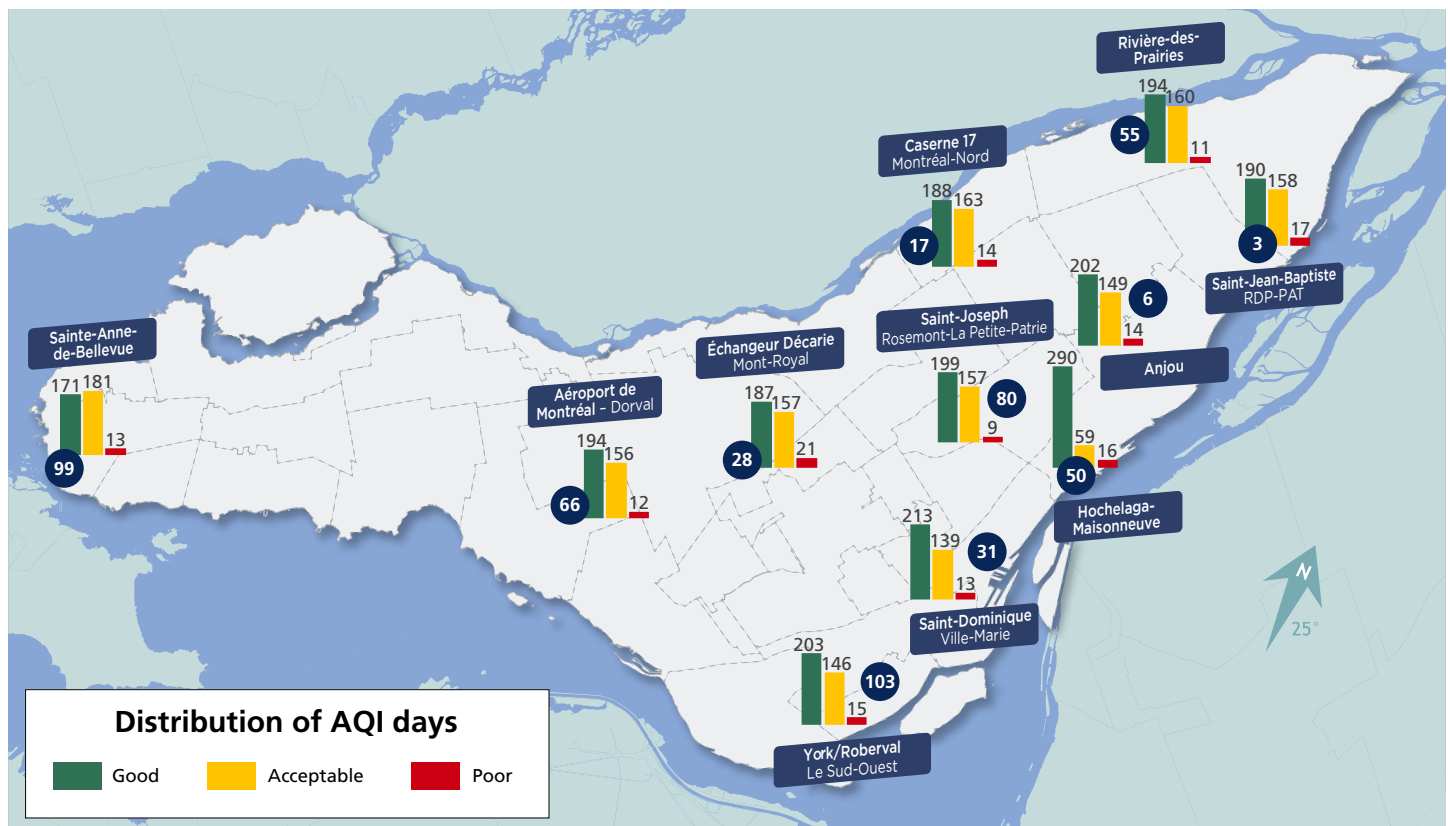 Rivière-des-
Prairies
194
160
11
55
Caserne 17
Montréal-Nord
188
163
14
17
190
158
17
3
Saint-Jean-Baptiste
RDP-PAT
202
149
14
6
Anjou
Saint-Joseph
Rosemont-La Petite-Patrie
199
157
9
80
290
59
16
50
Hochelaga-
Maisonneuve
Échangeur Décarie
Mont-Royal
187
157
21
28
Sainte-Anne-
de-Bellevue
171
181
13
99
Aéroport de
Montréal – Dorval
194
156
12
66
213
139
13
31
Saint-Dominique
Ville-Marie
203
146
15
103
York/Roberval
Le Sud-Ouest
N
25°
Distribution of AQI days
Good
Acceptable
Poor